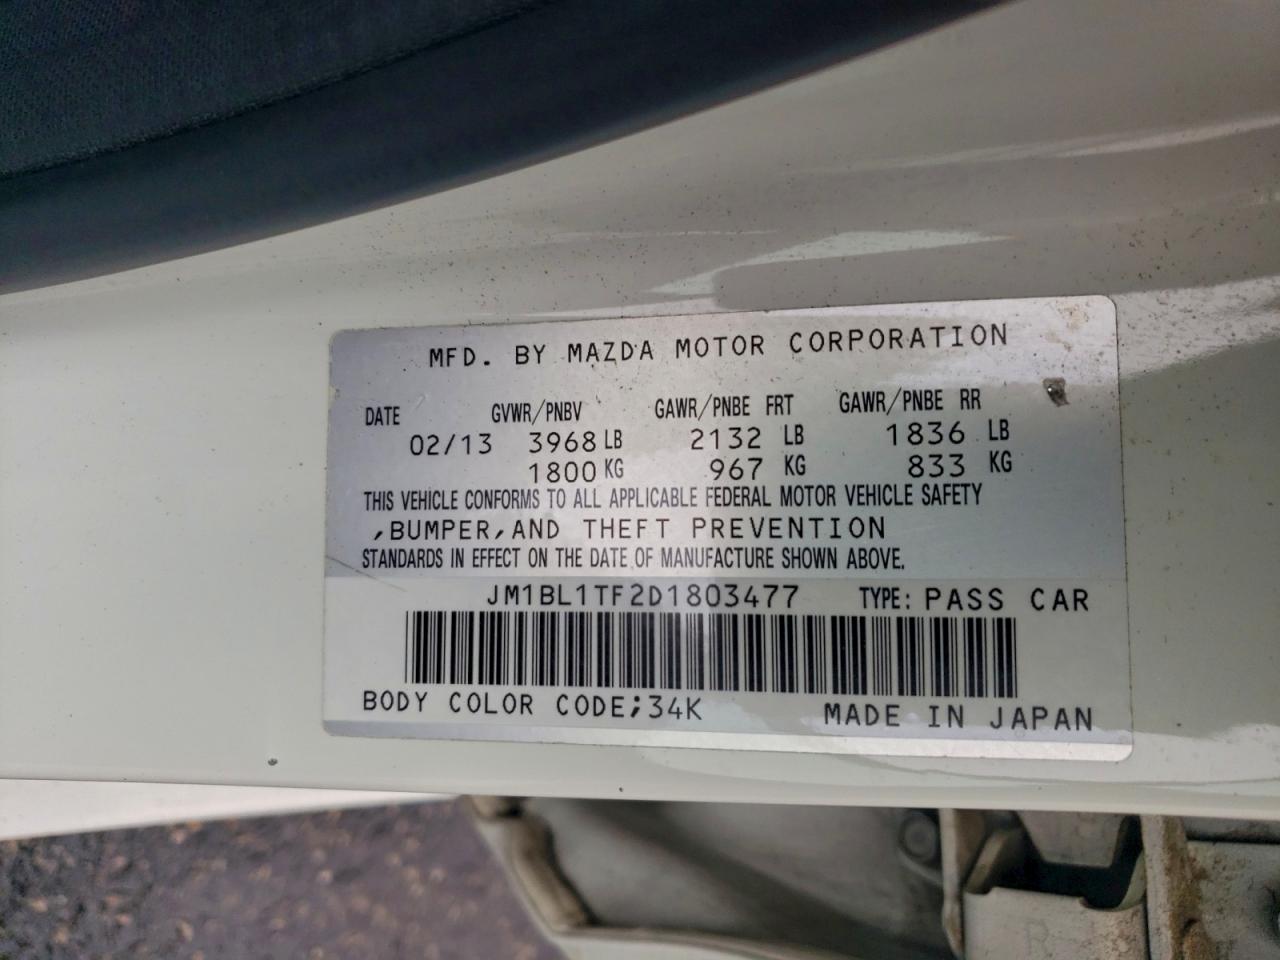 MFD. BY MAZDA MOTOR CORPORATION
DATE GVWR/PNBV GAWR/PNBE FRT GAWR/PNBE RR
02/13 3968 LB 2132 LB 1836 LB
1800 KG 967 KG 833 KG
THIS VEHICLE CONFORMS TO ALL APPLICABLE FEDERAL MOTOR VEHICLE SAFETY
,BUMPER,AND THEFT PREVENTION
STANDARDS IN EFFECT ON THE DATE OF MANUFACTURE SHOWN ABOVE.
JM1BL1TF2D1803477 TYPE: PASS CAR
BODY COLOR CODE;34K MADE IN JAPAN